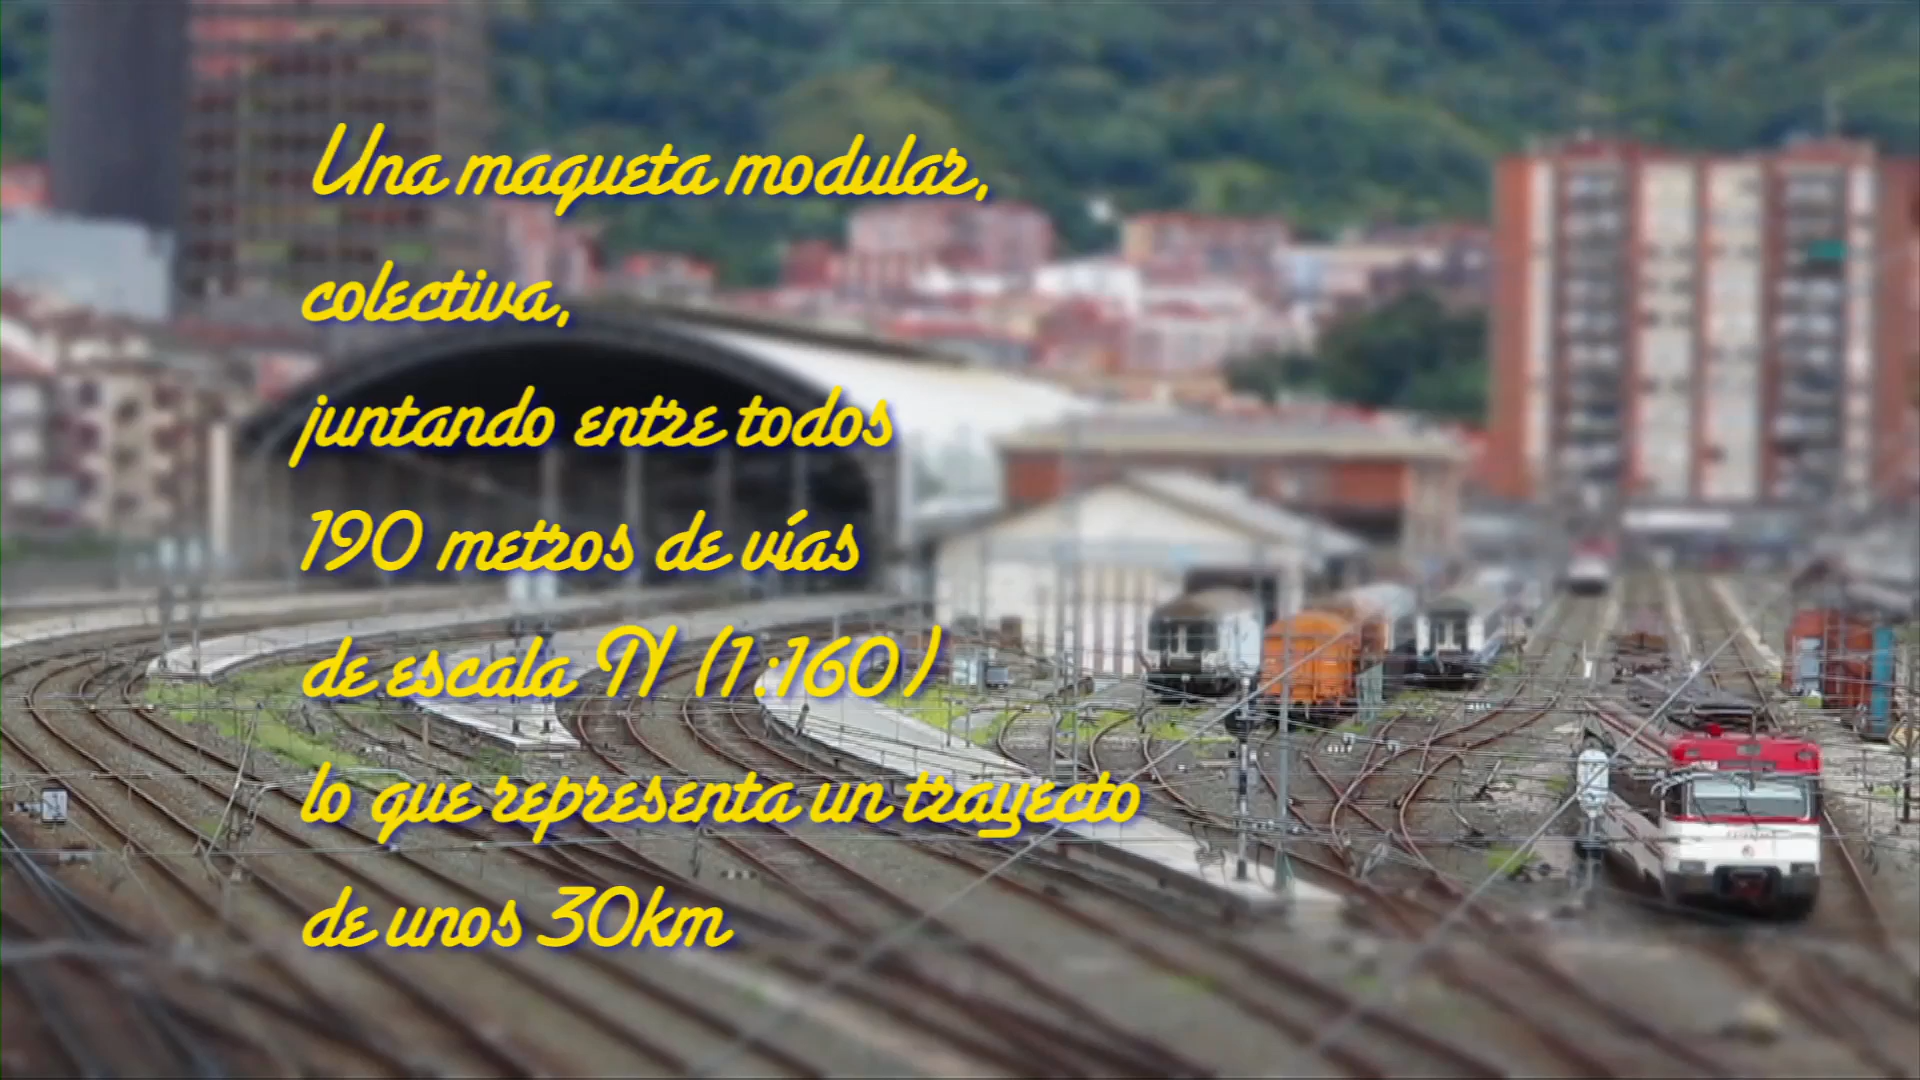 Una maqueta modular,
colectiva,
juntando entre todos
190 metros de vías
de escala N (1:160)
lo que representa un trayecto
de unos 30km